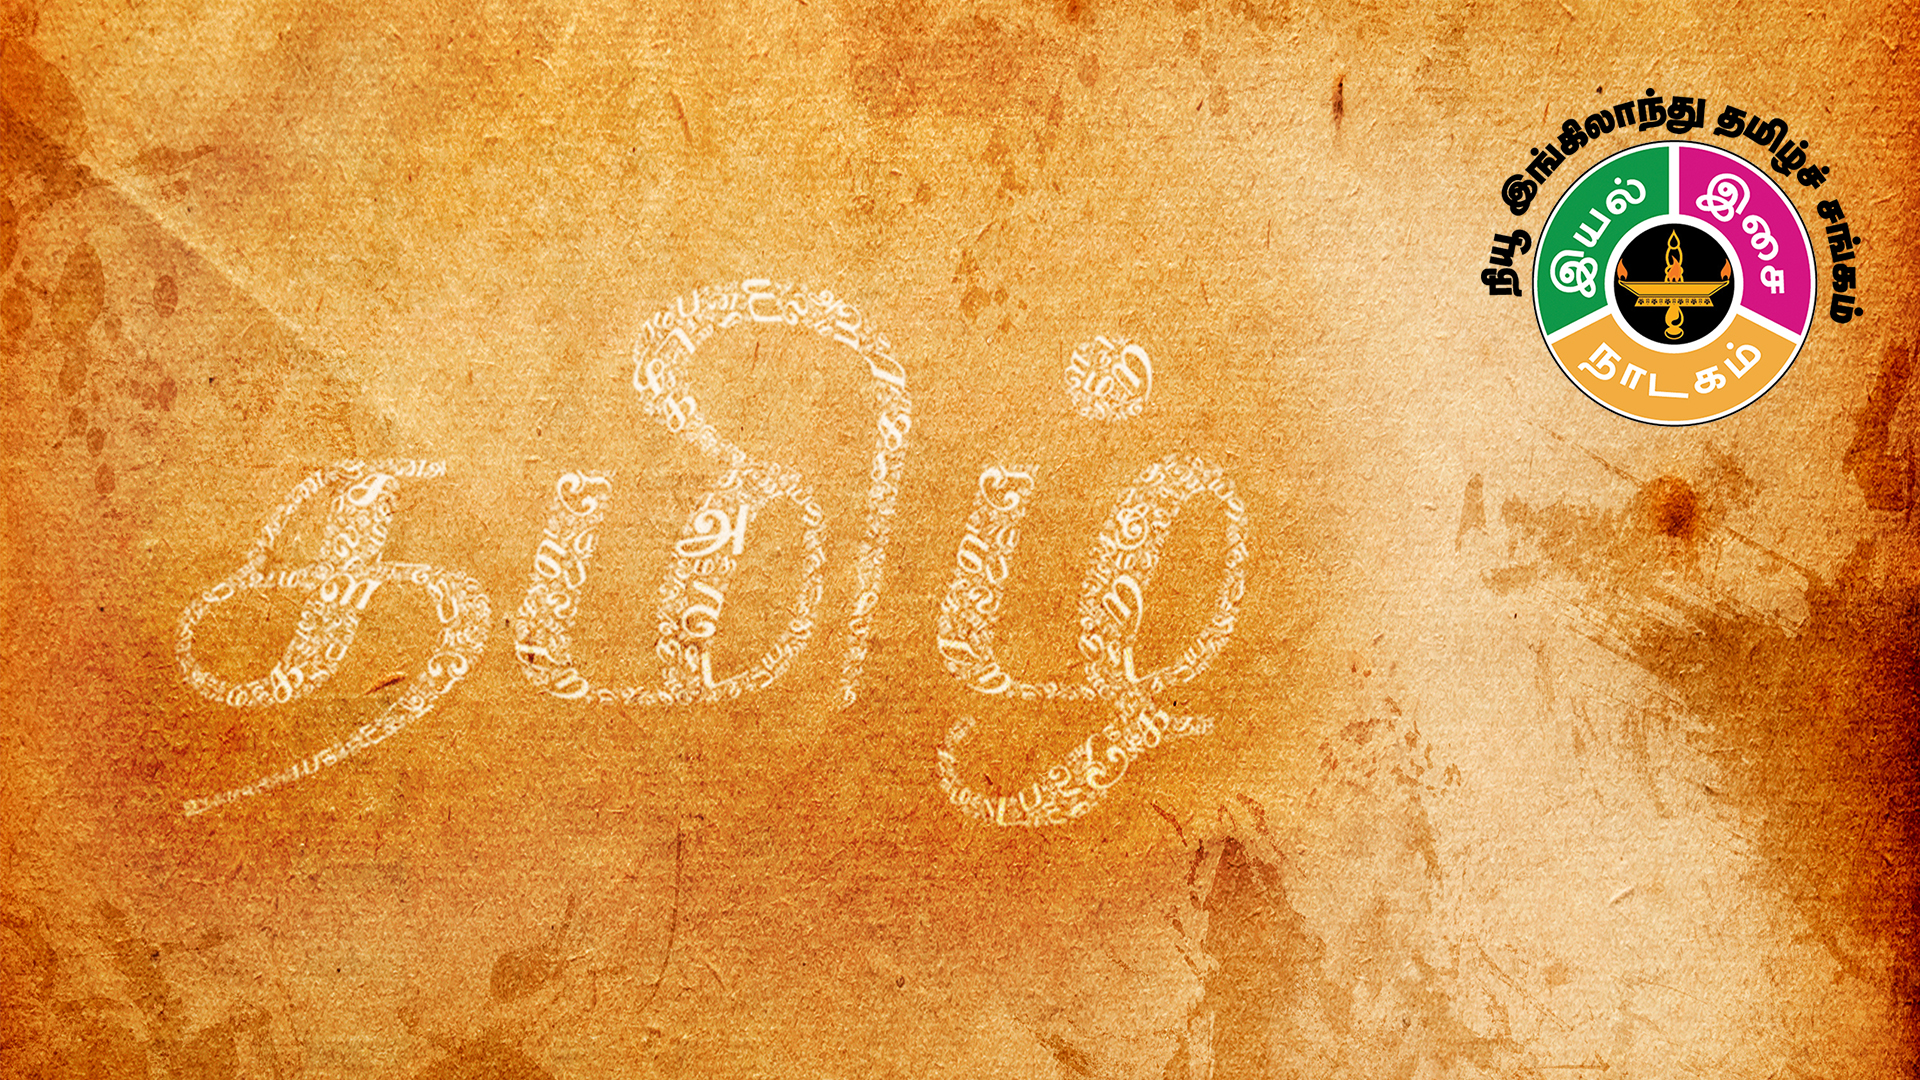 தமிழ்
நியூ இங்கிலாந்து தமிழ்ச் சங்கம்
இயல்
இசை
நாடகம்